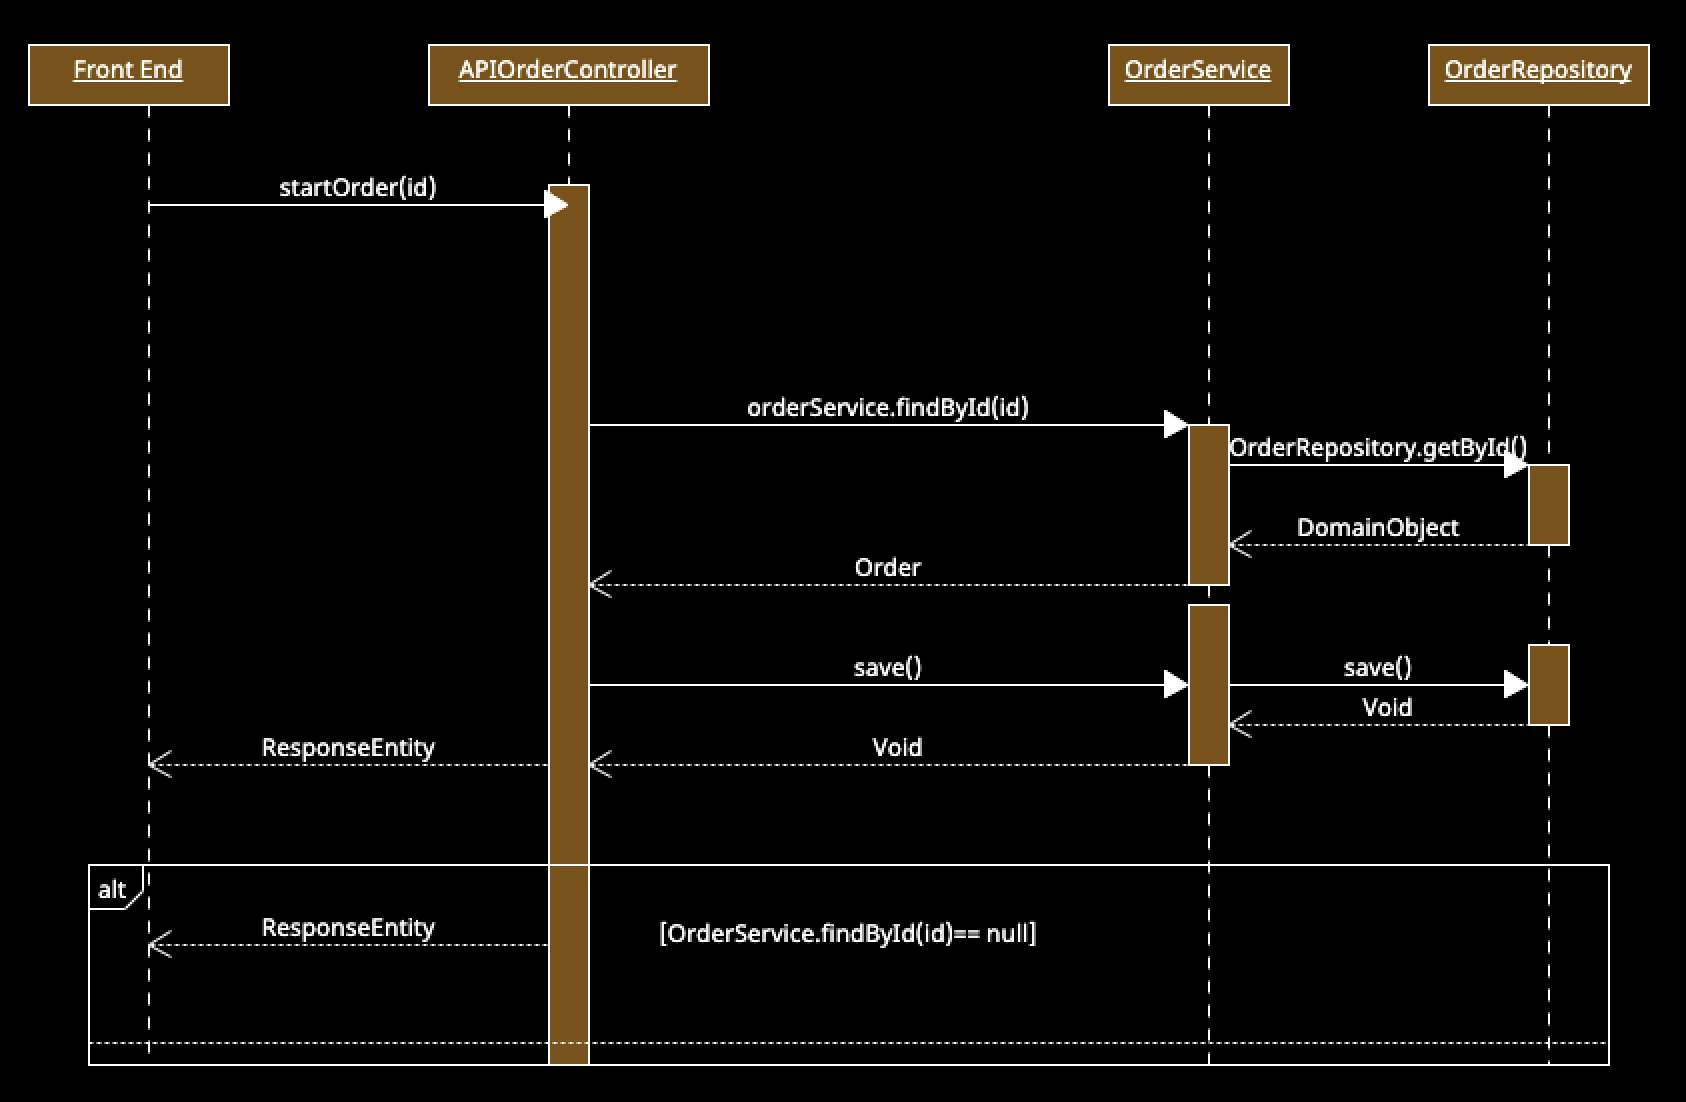 Front End
APIOrderController
OrderService
OrderRepository
startOrder(id)
orderService.findById(id)
OrderRepository.getById()
DomainObject
Order
save()
save()
Void
ResponseEntity
Void
alt
ResponseEntity
[OrderService.findById(id)== null]